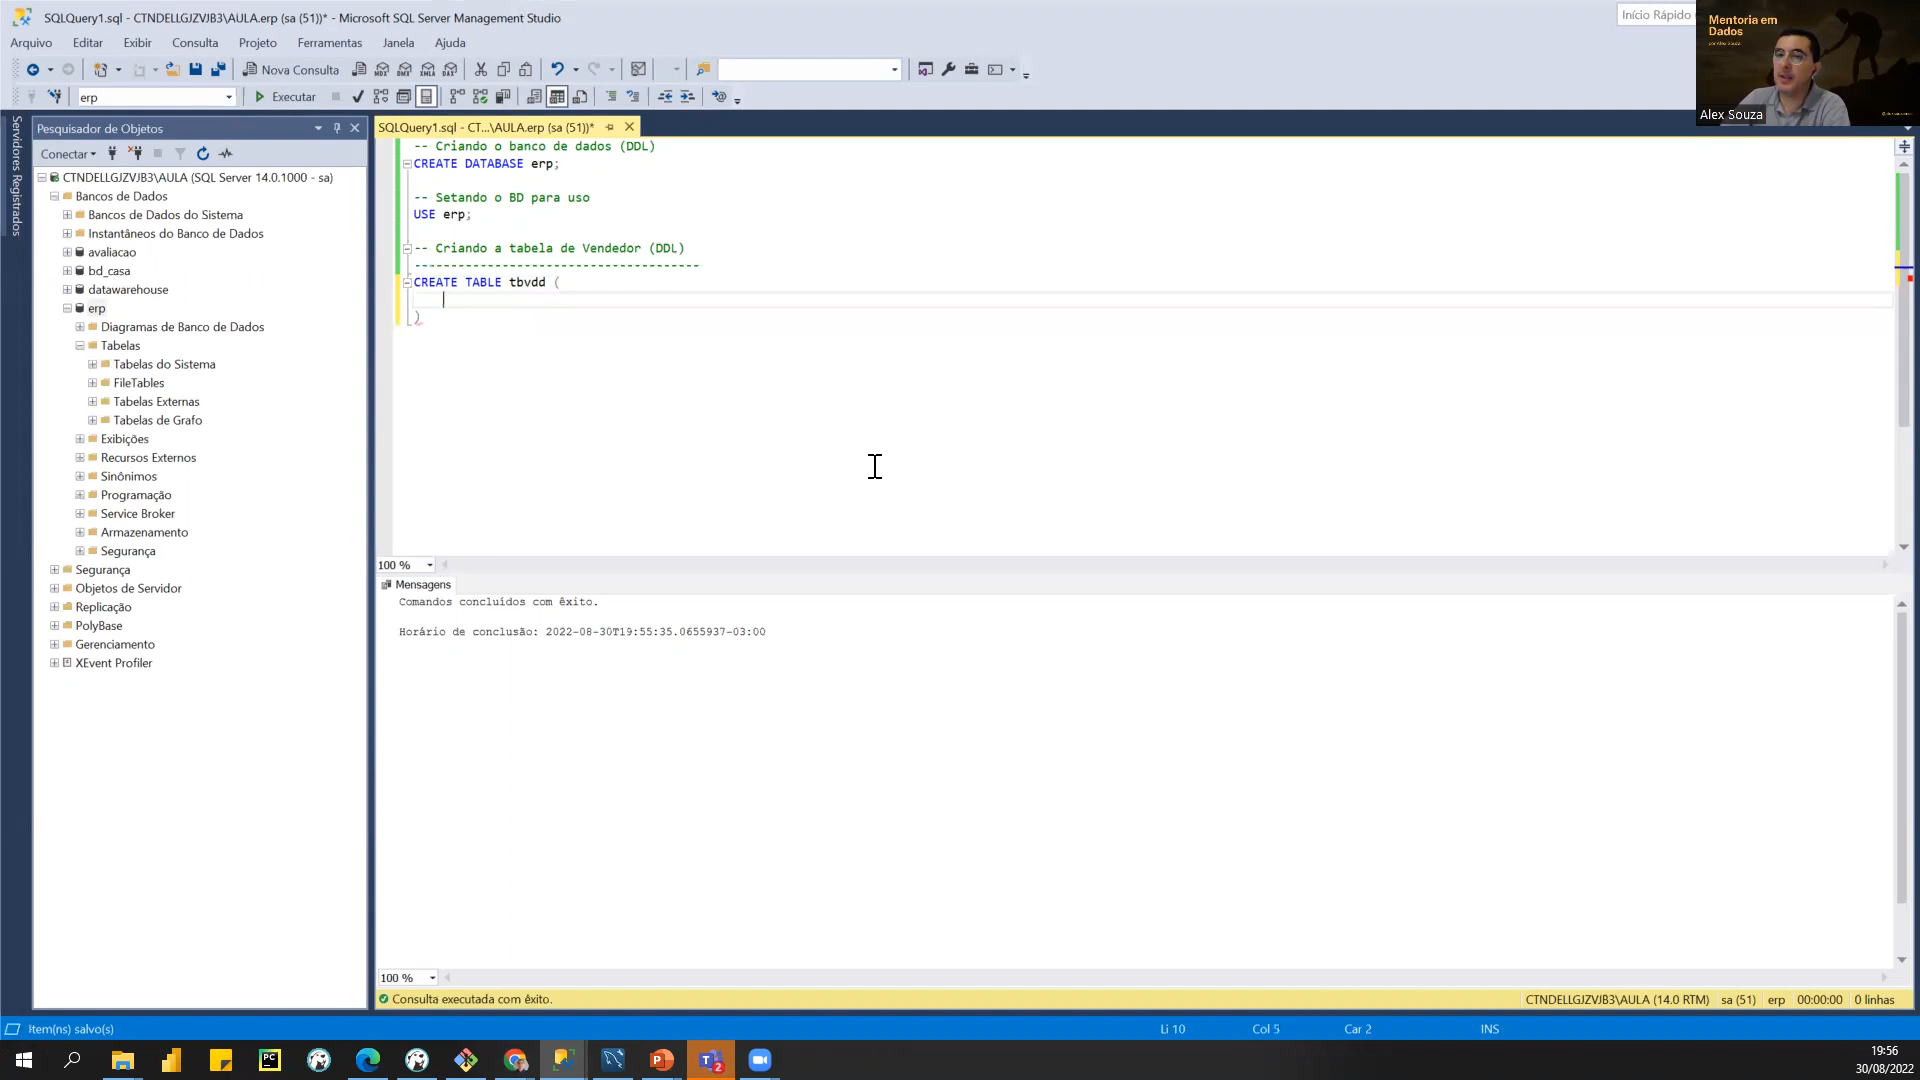 SQLQuery1.sql - CTNDELLGJZVJB3\AULA.erp (sa (51))* - Microsoft SQL Server Management Studio
Início Rápido
Mentoria em
Dados
Alex Souza
Arquivo Editar Exibir Consulta Projeto Ferramentas Janela Ajuda
Nova Consulta
erp
Executar
Servidores Registrados
Pesquisador de Objetos
Conectar
CTNDELLGJZVJB3\AULA (SQL Server 14.0.1000 - sa)
Bancos de Dados
Bancos de Dados do Sistema
Instantâneos do Banco de Dados
avaliacao
bd_casa
datawarehouse
erp
Diagramas de Banco de Dados
Tabelas
Tabelas do Sistema
FileTables
Tabelas Externas
Tabelas de Grafo
Exibições
Recursos Externos
Sinônimos
Programação
Service Broker
Armazenamento
Segurança
Segurança
Objetos de Servidor
Replicação
PolyBase
Gerenciamento
XEvent Profiler
SQLQuery1.sql - CT...\AULA.erp (sa (51))*
-- Criando o banco de dados (DDL)
CREATE DATABASE erp;
-- Setando o BD para uso
USE erp;
-- Criando a tabela de Vendedor (DDL)
---------------------------------------
CREATE TABLE tbvdd (
)
100 %
Mensagens
Comandos concluídos com êxito.
Horário de conclusão: 2022-08-30T19:55:35.0655937-03:00
100 %
Consulta executada com êxito.
CTNDELLGJZVJB3\AULA (14.0 RTM) sa (51) erp 00:00:00 0 linhas
Item(ns) salvo(s)
Li 10 Col 5 Car 2 INS
19:56
30/08/2022